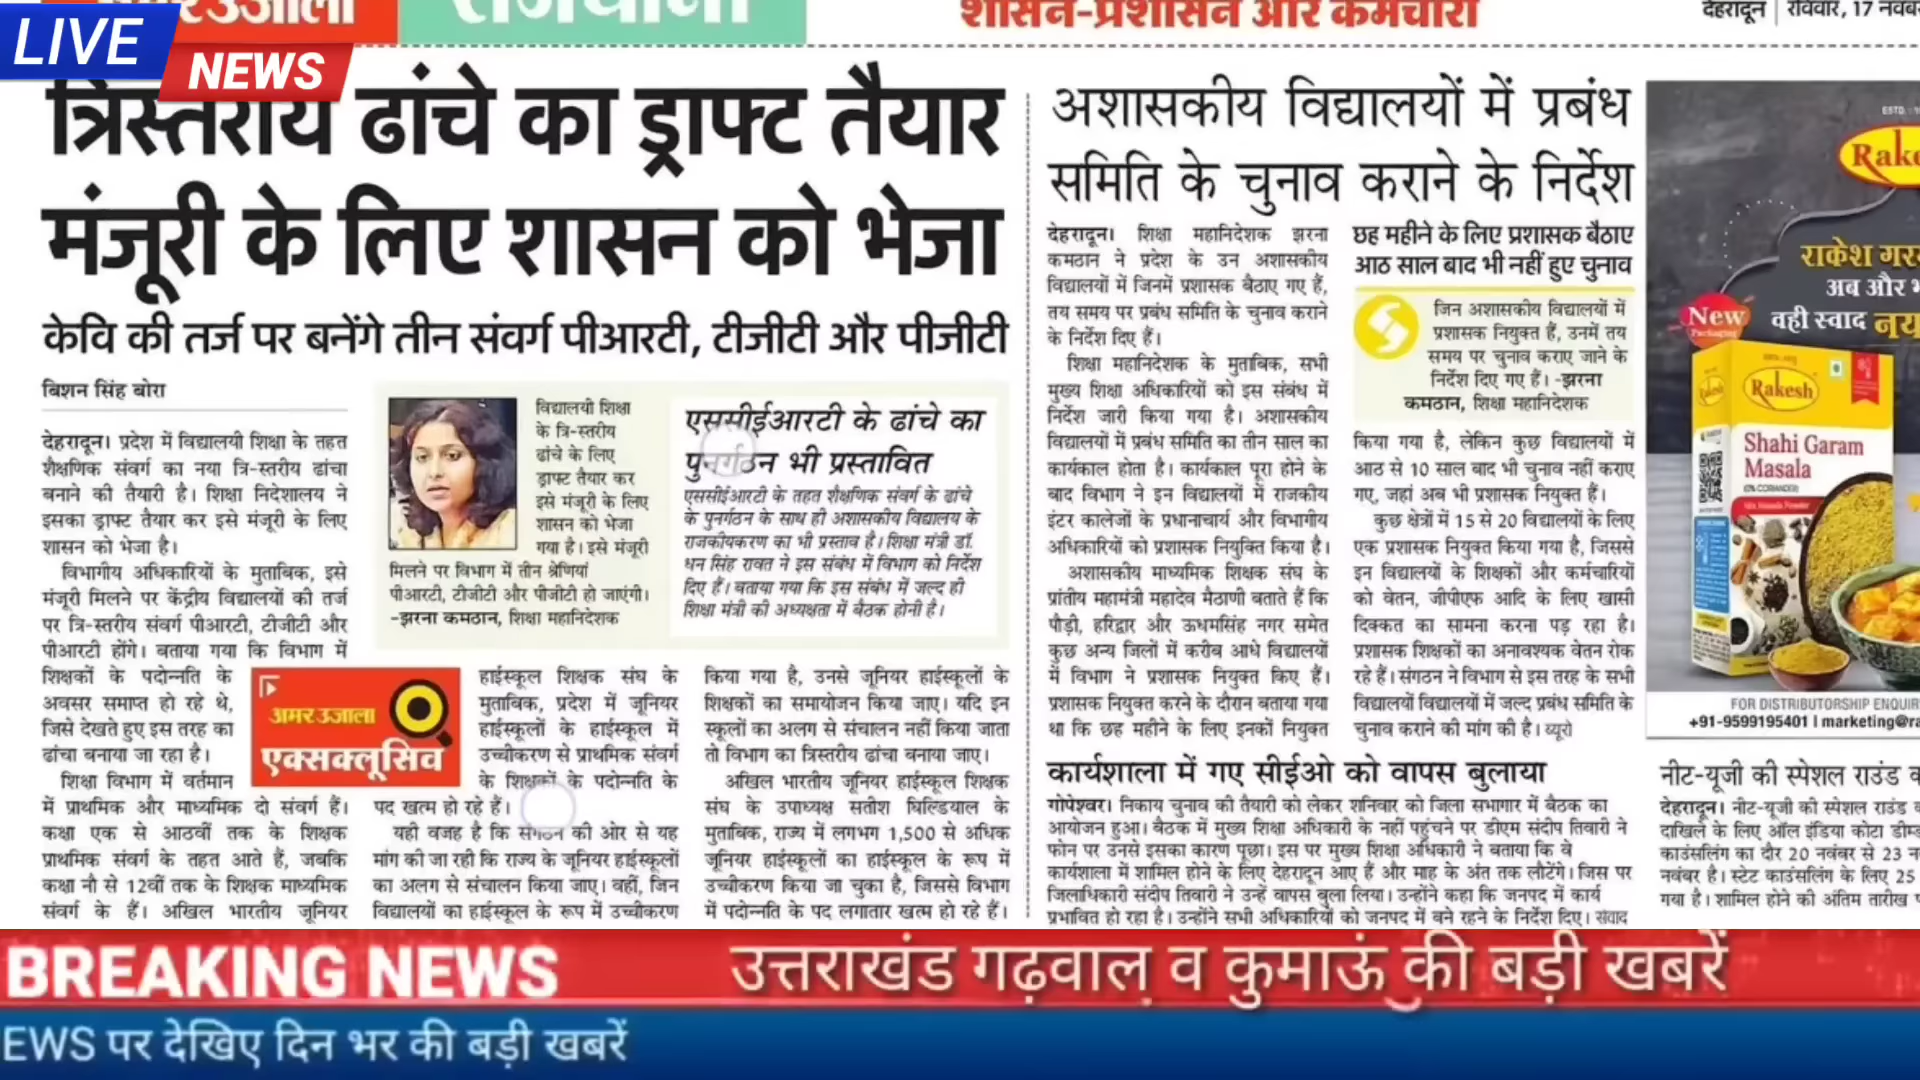 LIVE
NEWS
शासन-प्रशासन और कर्मचारी
देहरादून | रविवार, 17
त्रिस्तरीय ढांचे का ड्राफ्ट तैयार
मंजूरी के लिए शासन को भेजा
केवि की तर्ज पर बनेंगे तीन संवर्ग पीआरटी, टीजीटी और पीजीटी
बिशन सिंह बोरा
देहरादून। प्रदेश में विद्यालयी शिक्षा के तहत
शैक्षणिक संवर्ग का नया त्रि-स्तरीय ढांचा
बनाने की तैयारी है। शिक्षा निदेशालय ने
इसका ड्राफ्ट तैयार कर इसे मंजूरी के लिए
शासन को भेजा है।
विभागीय अधिकारियों के मुताबिक, इसे
मंजूरी मिलने पर केंद्रीय विद्यालयों की तर्ज
पर त्रि-स्तरीय संवर्ग पीआरटी, टीजीटी और
पीआरटी होंगे। बताया गया कि विभाग में
शिक्षकों के पदोन्नति के
अवसर समाप्त हो रहे थे,
जिसे देखते हुए इस तरह का
ढांचा बनाया जा रहा है।
शिक्षा विभाग में वर्तमान
में प्राथमिक और माध्यमिक दो संवर्ग हैं।
कक्षा एक से आठवीं तक के शिक्षक
प्राथमिक संवर्ग के तहत आते हैं, जबकि
कक्षा नौ से 12वीं तक के शिक्षक माध्यमिक
संवर्ग के हैं। अखिल भारतीय जूनियर
अमर उजाला
एक्सक्लूसिव
विद्यालयी शिक्षा
के त्रि-स्तरीय
ढांचे के लिए
ड्राफ्ट तैयार कर
इसे मंजूरी के लिए
शासन को भेजा
गया है। इसे मंजूरी
मिलने पर विभाग में तीन श्रेणियां
पीआरटी, टीजीटी और पीजीटी हो जाएंगी।
-झरना कमठान, शिक्षा महानिदेशक
एससीईआरटी के ढांचे का
पुनर्गठन भी प्रस्तावित
एससीईआरटी के तहत शैक्षणिक संवर्ग के ढांचे
के पुनर्गठन के साथ ही अशासकीय विद्यालय के
राजकीयकरण का भी प्रस्ताव है। शिक्षा मंत्री डॉ.
धन सिंह रावत ने इस संबंध में विभाग को निर्देश
दिए हैं। बताया गया कि इस संबंध में जल्द ही
शिक्षा मंत्री की अध्यक्षता में बैठक होनी है।
हाईस्कूल शिक्षक संघ के
मुताबिक, प्रदेश में जूनियर
हाईस्कूलों के हाईस्कूल में
उच्चीकरण से प्राथमिक संवर्ग
के शिक्षकों के पदोन्नति के
पद खत्म हो रहे हैं।
यही वजह है कि संगठन की ओर से यह
मांग की जा रही कि राज्य के जूनियर हाईस्कूलों
का अलग से संचालन किया जाए। वहीं, जिन
विद्यालयों का हाईस्कूल के रूप में उच्चीकरण
किया गया है, उनसे जूनियर हाईस्कूलों के
शिक्षकों का समायोजन किया जाए। यदि इन
स्कूलों का अलग से संचालन नहीं किया जाता
तो विभाग का त्रिस्तरीय ढांचा बनाया जाए।
अखिल भारतीय जूनियर हाईस्कूल शिक्षक
संघ के उपाध्यक्ष सतीश घिल्डियाल के
मुताबिक, राज्य में लगभग 1,500 से अधिक
जूनियर हाईस्कूलों का हाईस्कूल के रूप में
उच्चीकरण किया जा चुका है, जिससे विभाग
में पदोन्नति के पद लगातार खत्म हो रहे हैं।
अशासकीय विद्यालयों में प्रबंध
समिति के चुनाव कराने के निर्देश
देहरादून। शिक्षा महानिदेशक झरना
कमठान ने प्रदेश के उन अशासकीय
विद्यालयों में जिनमें प्रशासक बैठाए गए हैं,
तय समय पर प्रबंध समिति के चुनाव कराने
के निर्देश दिए हैं।
शिक्षा महानिदेशक के मुताबिक, सभी
मुख्य शिक्षा अधिकारियों को इस संबंध में
निर्देश जारी किया गया है। अशासकीय
विद्यालयों में प्रबंध समिति का तीन साल का
कार्यकाल होता है। कार्यकाल पूरा होने के
बाद विभाग ने इन विद्यालयों में राजकीय
इंटर कालेजों के प्रधानाचार्य और विभागीय
अधिकारियों को प्रशासक नियुक्ति किया है।
अशासकीय माध्यमिक शिक्षक संघ के
प्रांतीय महामंत्री महादेव मैठाणी बताते हैं कि
पौड़ी, हरिद्वार और ऊधमसिंह नगर समेत
कुछ अन्य जिलों में करीब आधे विद्यालयों
में विभाग ने प्रशासक नियुक्त किए हैं।
प्रशासक नियुक्त करने के दौरान बताया गया
था कि छह महीने के लिए इनको नियुक्त
छह महीने के लिए प्रशासक बैठाए
आठ साल बाद भी नहीं हुए चुनाव
जिन अशासकीय विद्यालयों में
प्रशासक नियुक्त हैं, उनमें तय
समय पर चुनाव कराए जाने के
निर्देश दिए गए हैं। -झरना
कमठान, शिक्षा महानिदेशक
किया गया है, लेकिन कुछ विद्यालयों में
आठ से 10 साल बाद भी चुनाव नहीं कराए
गए, जहां अब भी प्रशासक नियुक्त हैं।
कुछ क्षेत्रों में 15 से 20 विद्यालयों के लिए
एक प्रशासक नियुक्त किया गया है, जिससे
इन विद्यालयों के शिक्षकों और कर्मचारियों
को वेतन, जीपीएफ आदि के लिए खासी
दिक्कत का सामना करना पड़ रहा है।
प्रशासक शिक्षकों का अनावश्यक वेतन रोक
रहे हैं। संगठन ने विभाग से इस तरह के सभी
विद्यालयों विद्यालयों में जल्द प्रबंध समिति के
चुनाव कराने की मांग की है। ब्यूरो
कार्यशाला में गए सीईओ को वापस बुलाया
गोपेश्वर। निकाय चुनाव की तैयारी को लेकर शनिवार को जिला सभागार में बैठक का
आयोजन हुआ। बैठक में मुख्य शिक्षा अधिकारी के नहीं पहुंचने पर डीएम संदीप तिवारी ने
फोन पर उनसे इसका कारण पूछा। इस पर मुख्य शिक्षा अधिकारी ने बताया कि वे
कार्यशाला में शामिल होने के लिए देहरादून आए हैं और माह के अंत तक लौटेंगे। जिस पर
जिलाधिकारी संदीप तिवारी ने उन्हें वापस बुला लिया। उन्होंने कहा कि जनपद में कार्य
प्रभावित हो रहा है। उन्होंने सभी अधिकारियों को जनपद में बने रहने के निर्देश दिए। संवाद
राकेश
अब और
वही स्वाद
New
Rakesh
Shahi Garam
Masala
FOR DISTRIBUTORSHIP
+91-9599195401 |
नीट-यूजी की स्पेशल राउंड
देहरादून। नीट-यूजी की स्पेशल राउंड
दाखिले के लिए ऑल इंडिया कोटा
काउंसलिंग का दौर 20 नवंबर से 23
नवंबर है। स्टेट काउंसलिंग के लिए 25
गया है। शामिल होने की अंतिम तारीख
BREAKING NEWS
उत्तराखंड गढ़वाल व कुमाऊं की बड़ी खबरें
EWS पर देखिए दिन भर की बड़ी खबरें